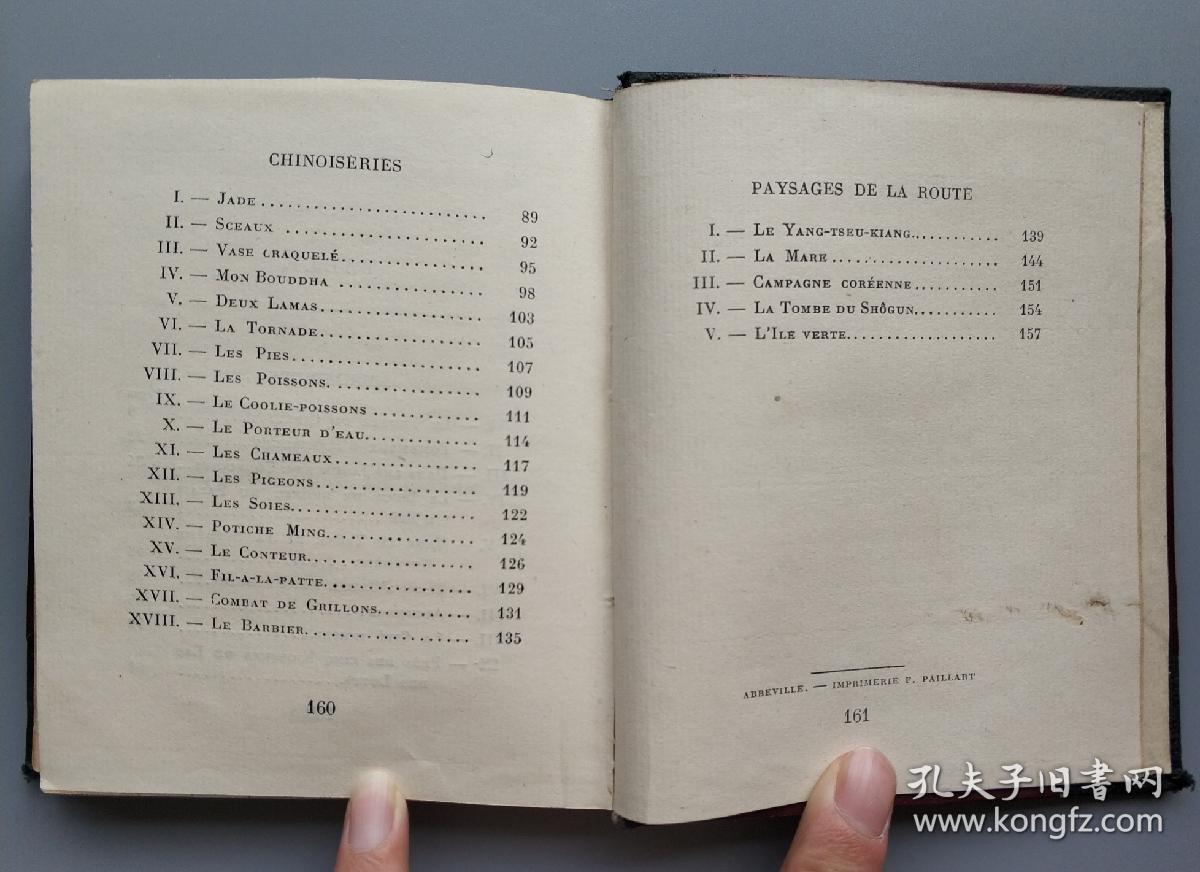 CHINOISERIES
I. — JADE .......................... 89
II. — SCEAUX ....................... 92
III. — VASE CRAQUELÉ................ 95
IV. — MON BOUDDHA .................. 98
V. — DEUX LAMAS................... 103
VI. — LA TORNADE................... 105
VII. — LES PIES..................... 107
VIII. — LES POISSONS. ................ 109
IX. — LE COOLIE-POISSONS ............ 111
X. — LE PORTEUR D'EAU............. 114
XI. — LES CHAMEAUX................ 117
XII. — LES PIGEONS.................. 119
XIII. — LES SOIES..................... 122
XIV. — POTICHE MING................. 124
XV. — LE CONTEUR................... 126
XVI. — FIL-A-LA-PATTE................. 129
XVII. — COMBAT DE GRILLONS........... 131
XVIII. — LE BARBIER................... 135
160
PAYSAGES DE LA ROUTE
I. — LE YANG-TSEU-KIANG........... 139
II. — LA MARE .................... 144
III. — CAMPAGNE CORÉENNE .......... 151
IV. — LA TOMBE DU SHÔGUN.......... 154
V. — L'ILE VERTE................... 157
ABBEVILLE. — IMPRIMERIE F. PAILLART
161
孔夫子旧书网
www.kongfz.com